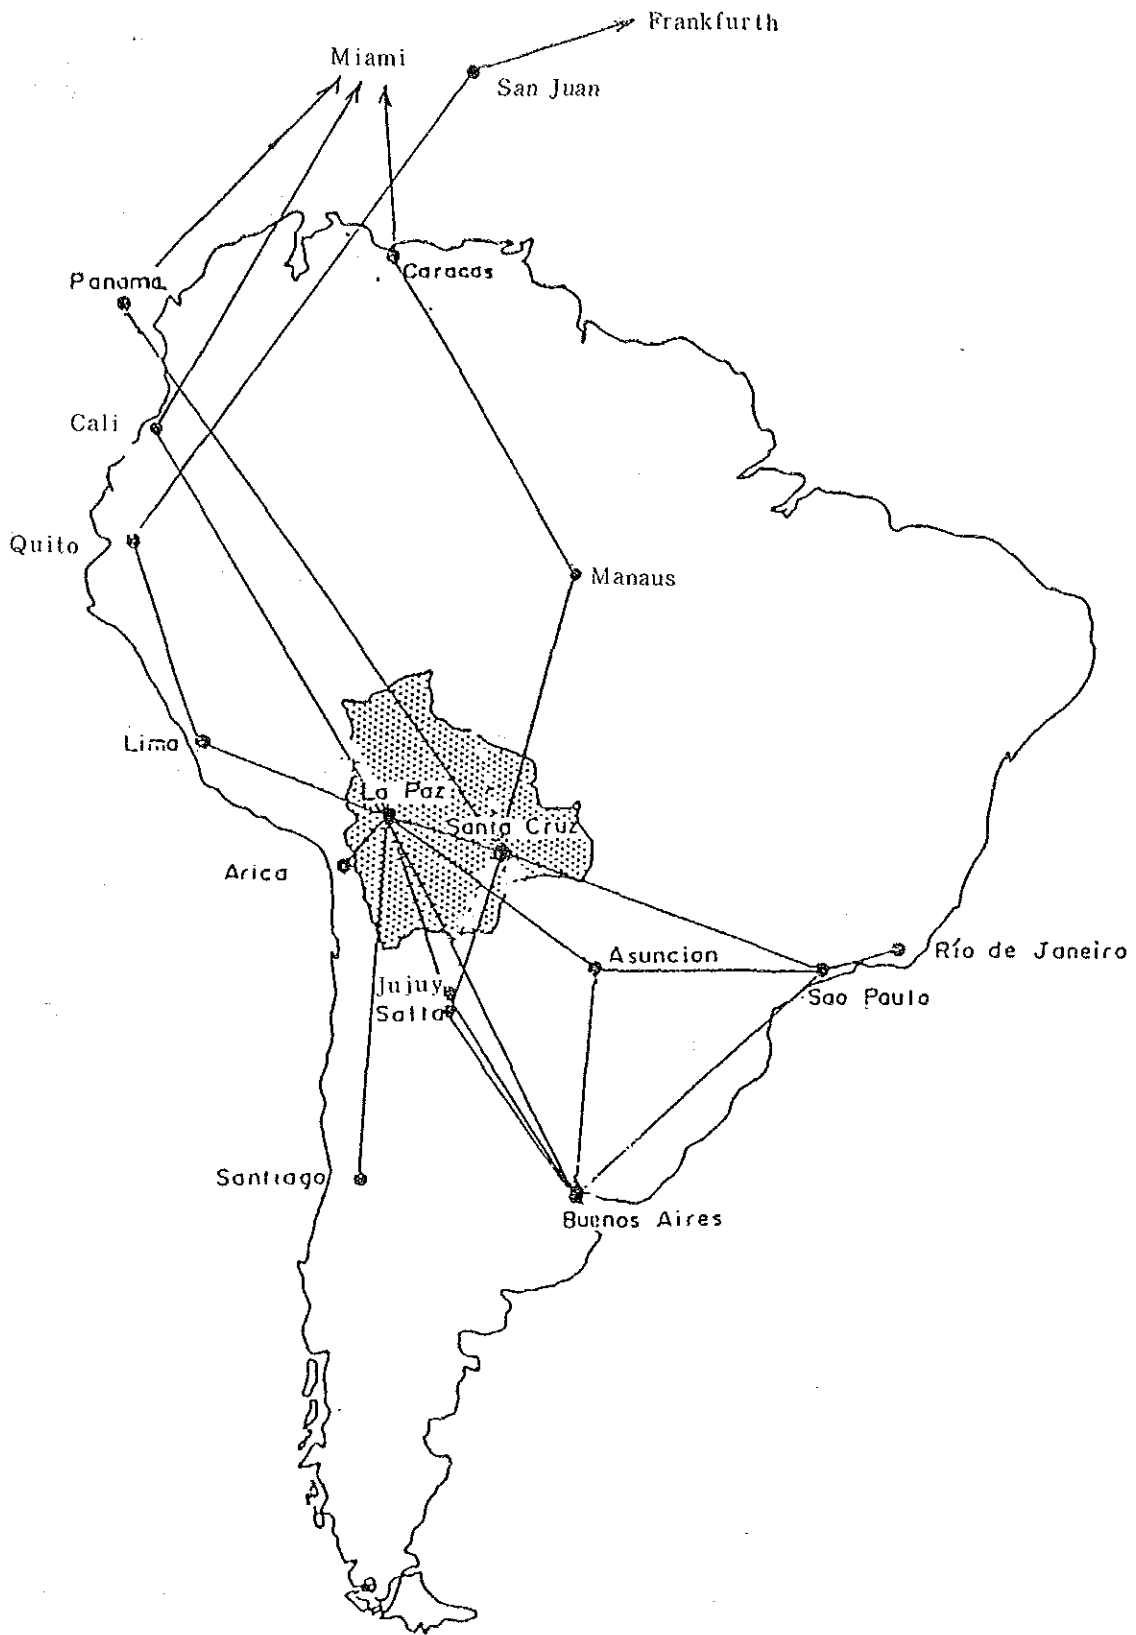 Frankfurth
Miami
San Juan
Caracas
Panama
Cali
Quito
Manaus
Lima
La Paz
Santa Cruz
Arica
Asuncion
Río de Janeiro
Jujuy
Sao Paulo
Salta
Santiago
Buenos Aires